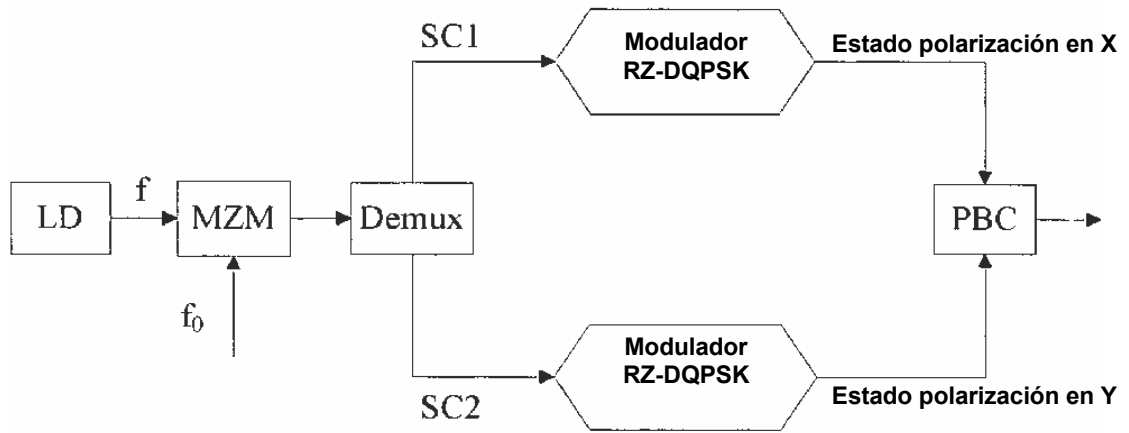 SC1
Modulador
RZ-DQPSK
Estado polarización en X
LD
f
MZM
Demux
PBC
f₀
Modulador
RZ-DQPSK
SC2
Estado polarización en Y